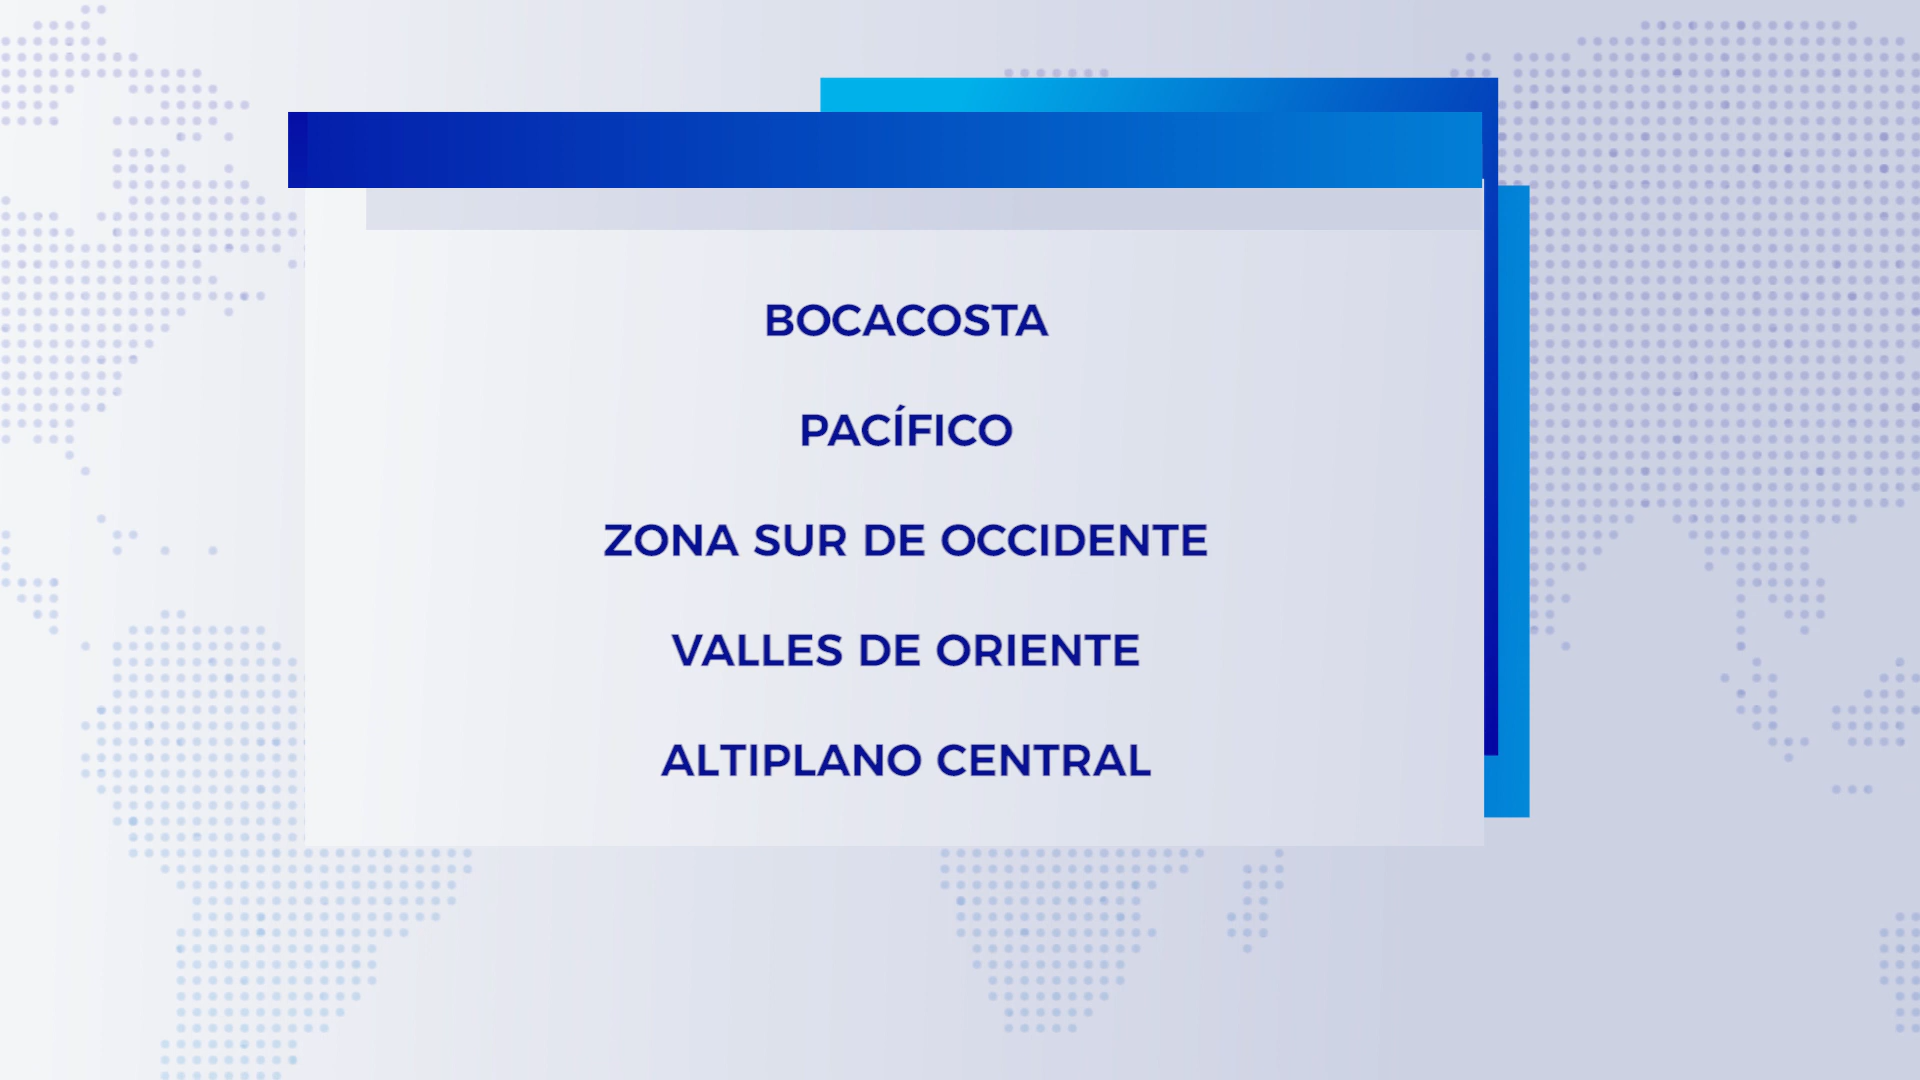 BOCACOSTA
PACÍFICO
ZONA SUR DE OCCIDENTE
VALLES DE ORIENTE
ALTIPLANO CENTRAL